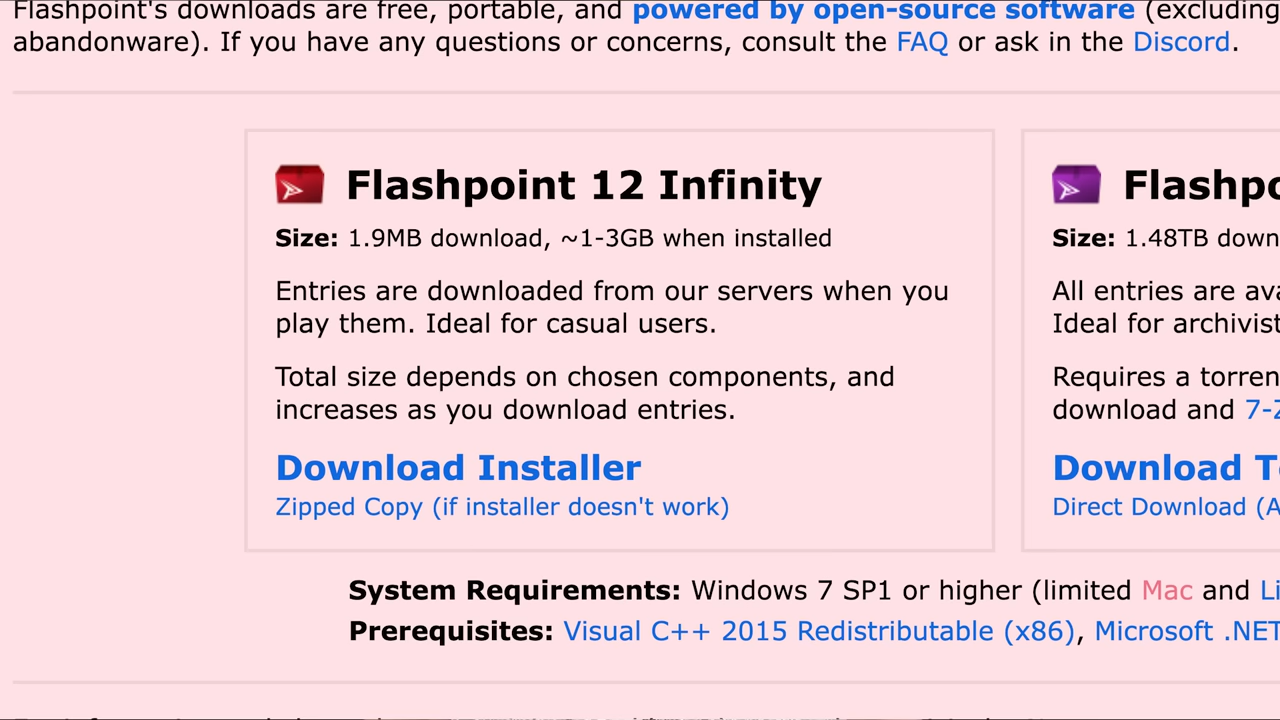 Flashpoint's downloads are free, portable, and powered by open-source software (excluding
abandonware). If you have any questions or concerns, consult the FAQ or ask in the Discord.
Flashpoint 12 Infinity
Size: 1.9MB download, ~1-3GB when installed
Entries are downloaded from our servers when you
play them. Ideal for casual users.
Total size depends on chosen components, and
increases as you download entries.
Download Installer
Zipped Copy (if installer doesn't work)
Flashpo
Size: 1.48TB down
All entries are ava
Ideal for archivist
Requires a torren
download and 7-Z
Download To
Direct Download (A
System Requirements: Windows 7 SP1 or higher (limited Mac and Li
Prerequisites: Visual C++ 2015 Redistributable (x86), Microsoft .NET